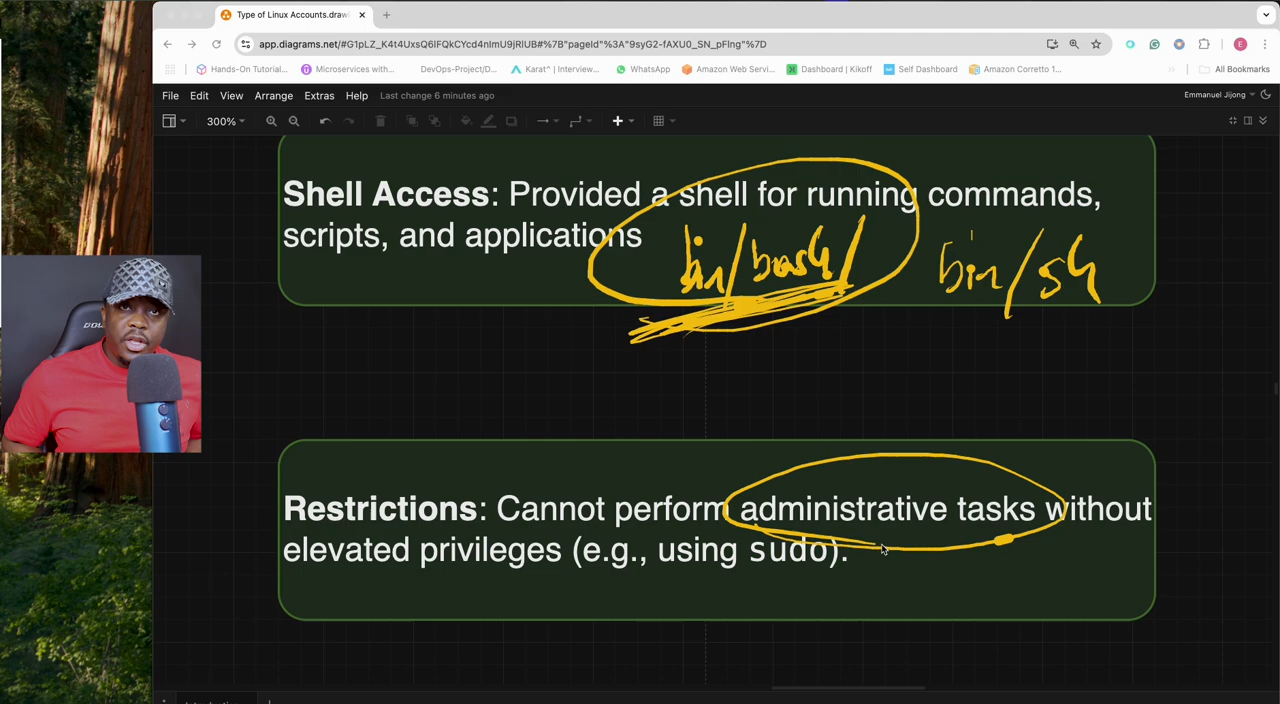 Type of Linux Accounts.draw
app.diagrams.net/#G1pLZ_K4t4UxsQ6IFQkCYcd4nImU9jRIUB#%7B"pageId"%3A"9syG2-fAXU0_SN_pFlng"%7D
Hands-On Tutorial... Microservices with... DevOps-Project/D... Karat^ | Interview... WhatsApp Amazon Web Servi... Dashboard | Kikoff Self Dashboard Amazon Corretto 1... All Bookmarks
File Edit View Arrange Extras Help Last change 6 minutes ago Emmanuel Jijong
300%
Shell Access: Provided a shell for running commands,
scripts, and applications
bin/bash/ bin/sh
Restrictions: Cannot perform administrative tasks without
elevated privileges (e.g., using sudo).